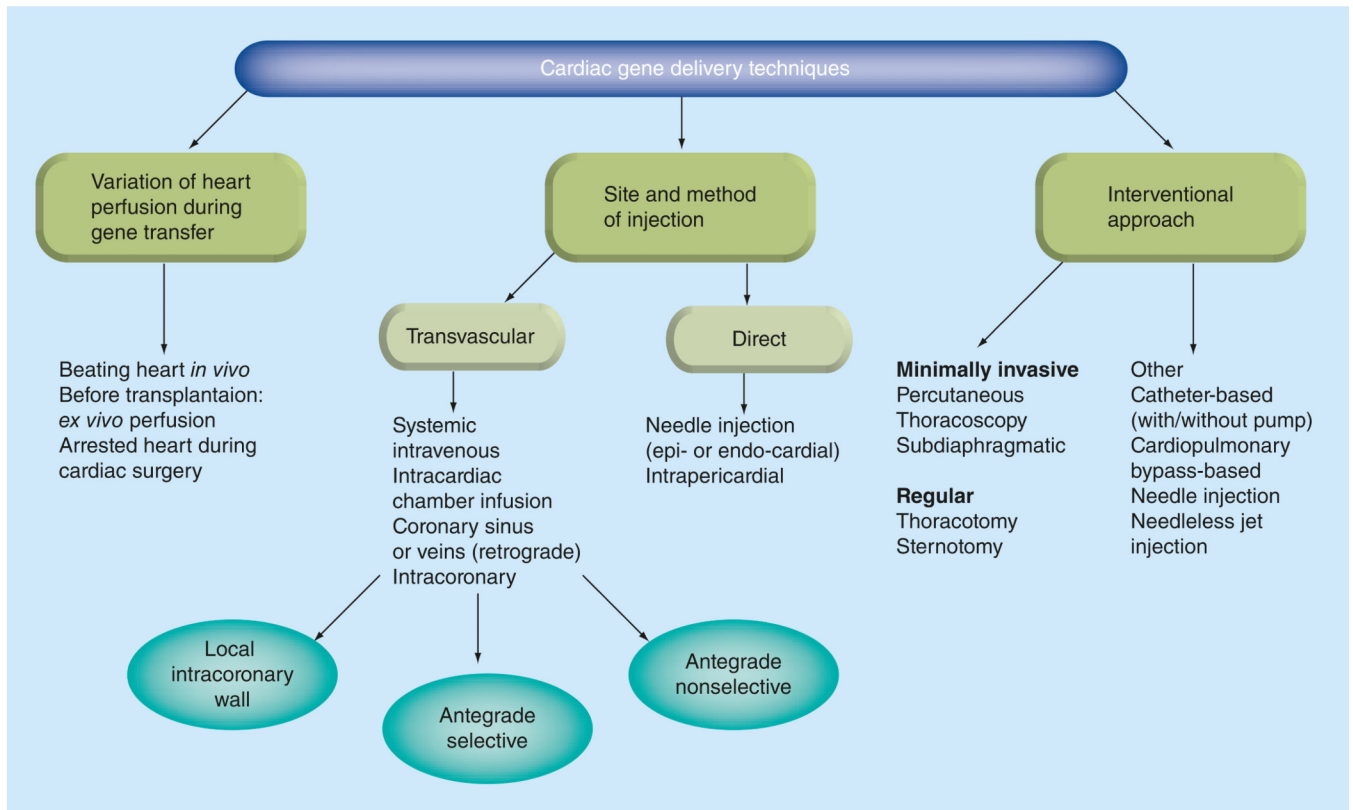 Cardiac gene delivery techniques
Variation of heart
perfusion during
gene transfer
Site and method
of injection
Interventional
approach
Transvascular
Direct
Beating heart in vivo
Before transplantaion:
ex vivo perfusion
Arrested heart during
cardiac surgery
Systemic
intravenous
Intracardiac
chamber infusion
Coronary sinus
or veins (retrograde)
Intracoronary
Needle injection
(epi- or endo-cardial)
Intrapericardial
Minimally invasive
Percutaneous
Thoracoscopy
Subdiaphragmatic
Regular
Thoracotomy
Sternotomy
Other
Catheter-based
(with/without pump)
Cardiopulmonary
bypass-based
Needle injection
Needleless jet
injection
Local
intracoronary
wall
Antegrade
selective
Antegrade
nonselective